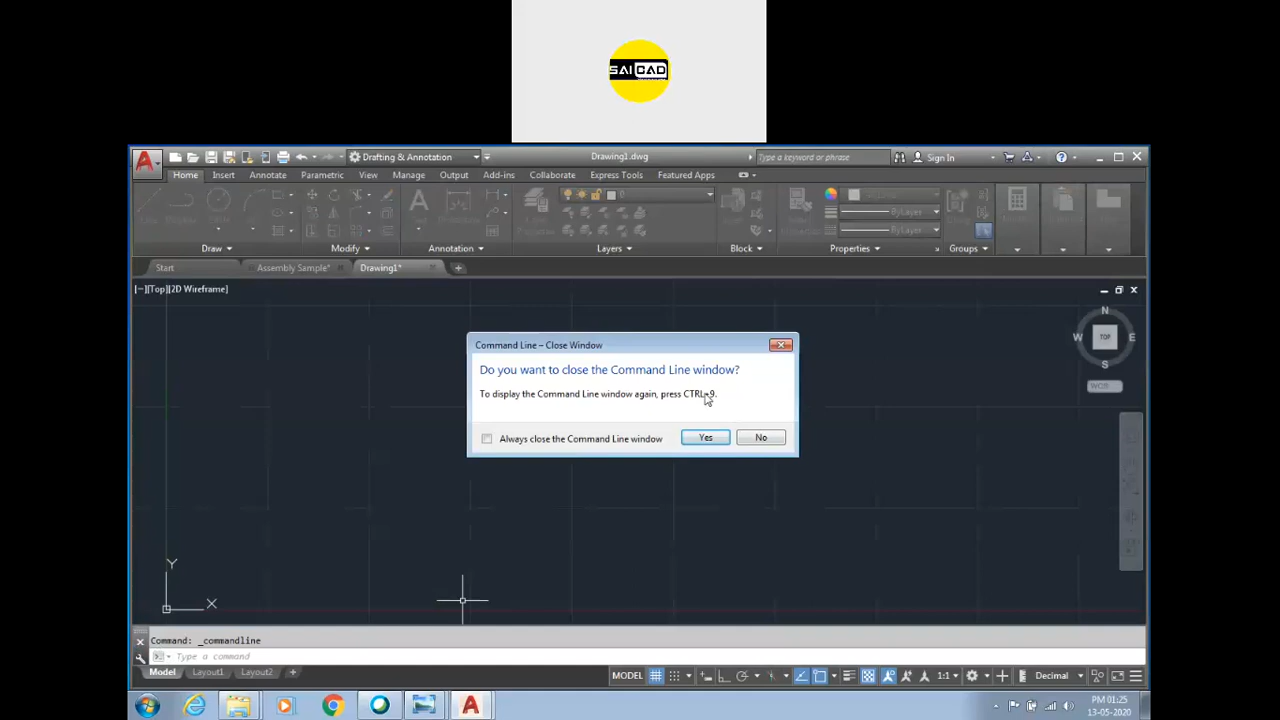 SAI CAD
Drafting & Annotation
Drawing1.dwg
Type a keyword or phrase
Sign In
Home Insert Annotate Parametric View Manage Output Add-ins Collaborate Express Tools Featured Apps
0
ByLayer
ByLayer
Draw Modify Annotation Layers Block Properties Groups
Start Assembly Sample* Drawing1*
[−][Top][2D Wireframe]
N
W TOP E
S
WCS
Command Line – Close Window
Do you want to close the Command Line window?
To display the Command Line window again, press CTRL+9.
Always close the Command Line window Yes No
Y
X
Command: _commandline
Type a command
Model Layout1 Layout2 +
MODEL 1:1 Decimal
PM 01:25
13-05-2020